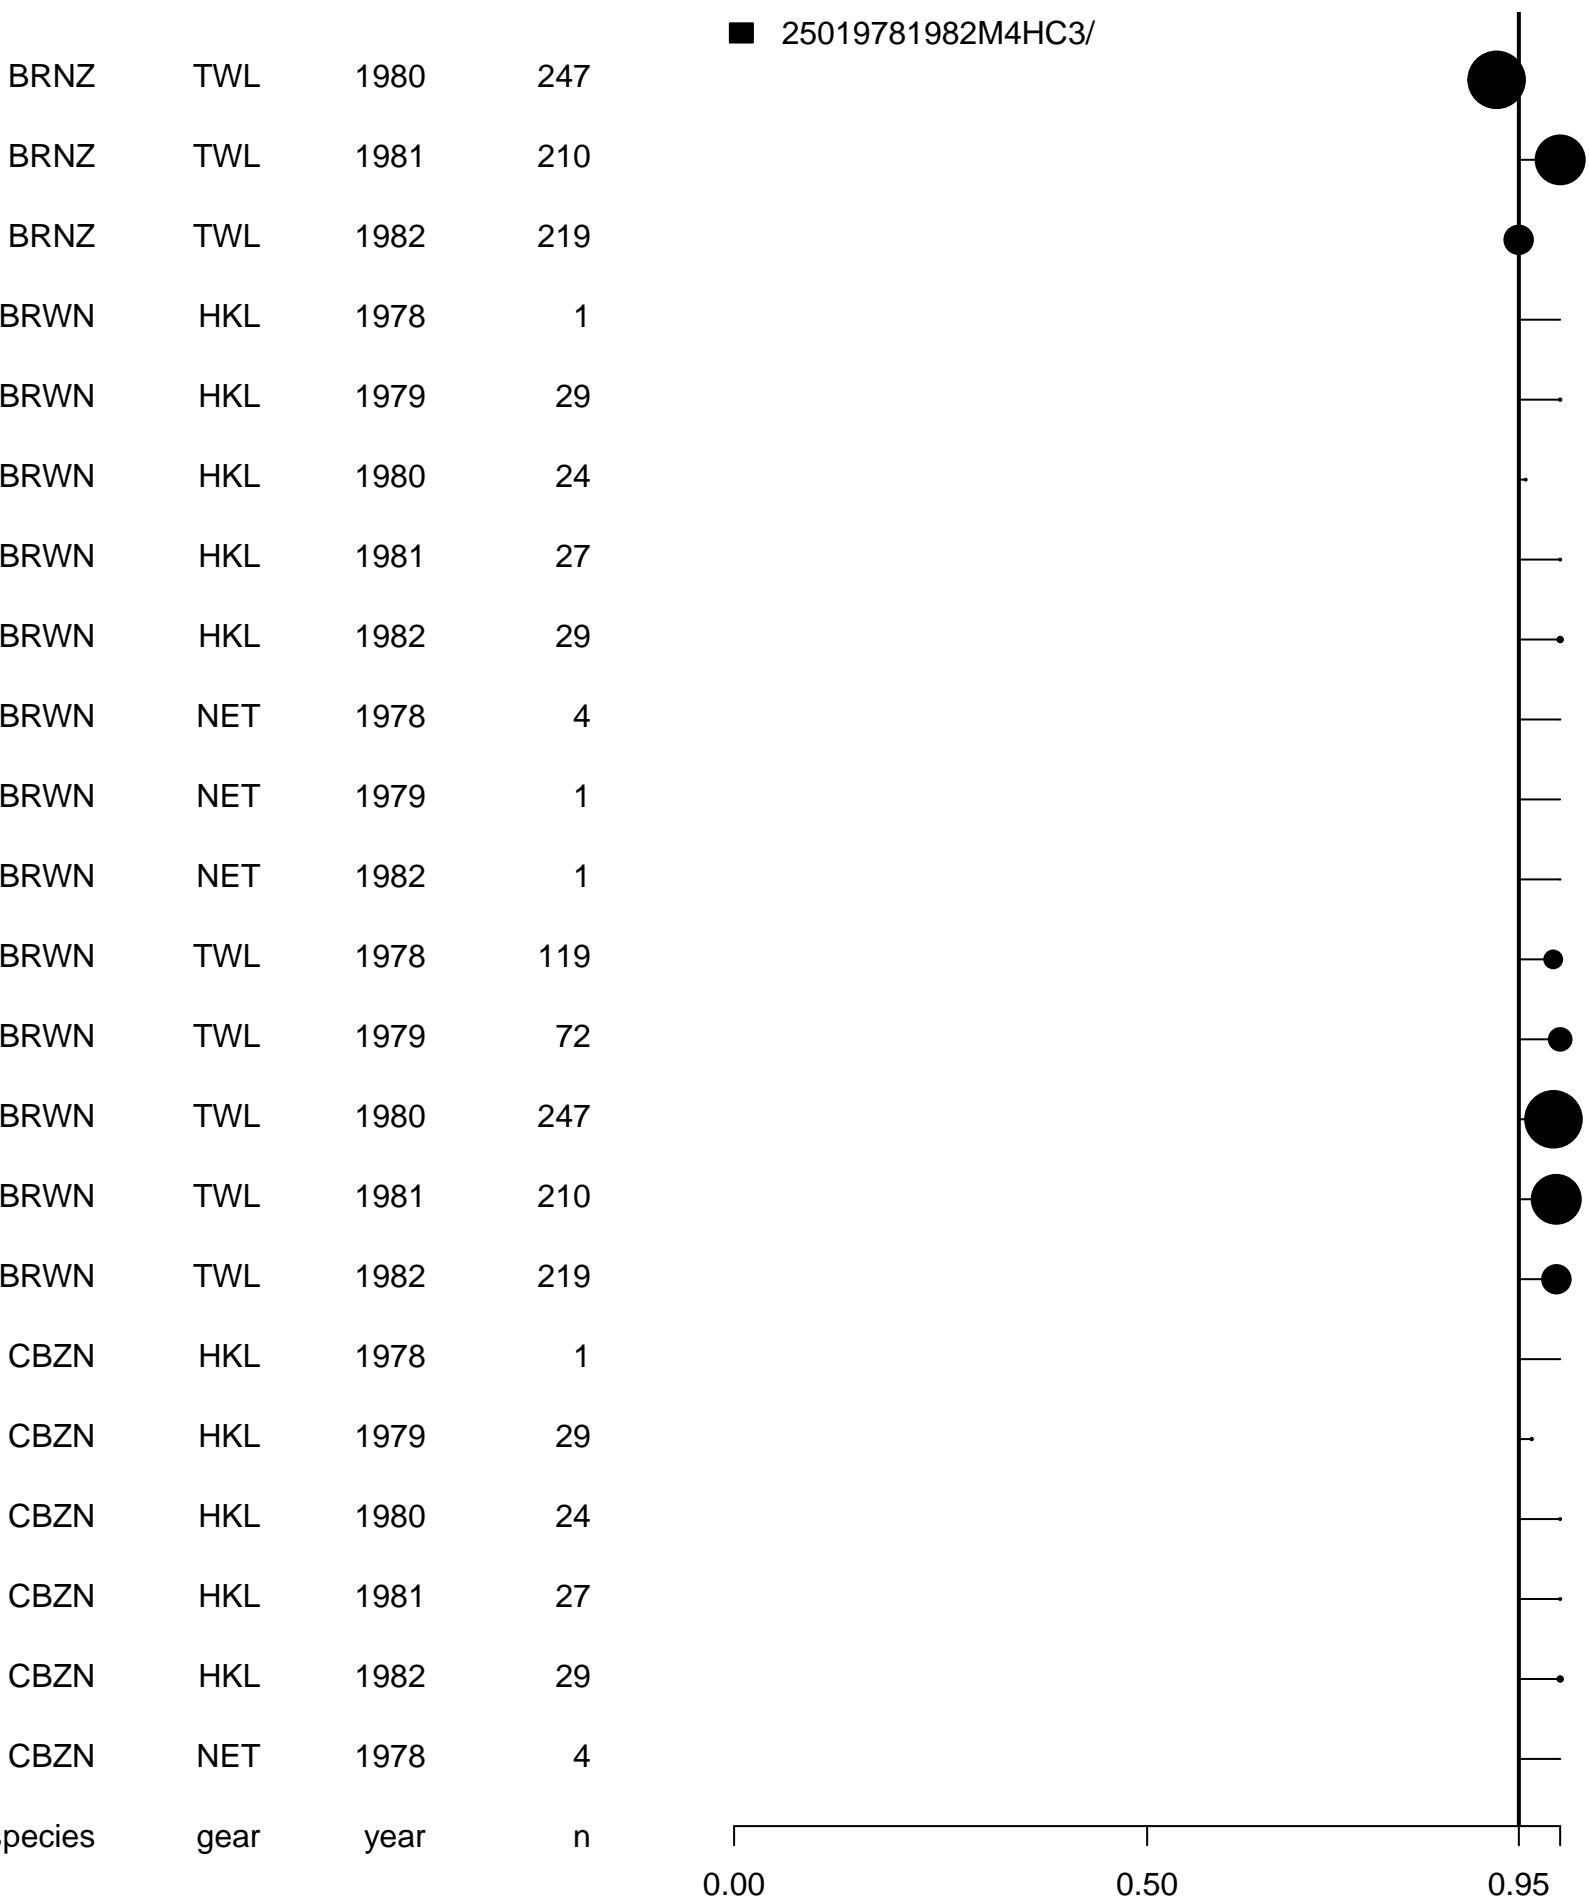 25019781982M4HC3/
BRNZ TWL 1980 247
BRNZ TWL 1981 210
BRNZ TWL 1982 219
BRWN HKL 1978 1
BRWN HKL 1979 29
BRWN HKL 1980 24
BRWN HKL 1981 27
BRWN HKL 1982 29
BRWN NET 1978 4
BRWN NET 1979 1
BRWN NET 1982 1
BRWN TWL 1978 119
BRWN TWL 1979 72
BRWN TWL 1980 247
BRWN TWL 1981 210
BRWN TWL 1982 219
CBZN HKL 1978 1
CBZN HKL 1979 29
CBZN HKL 1980 24
CBZN HKL 1981 27
CBZN HKL 1982 29
CBZN NET 1978 4
species gear year n
0.00 0.50 0.95